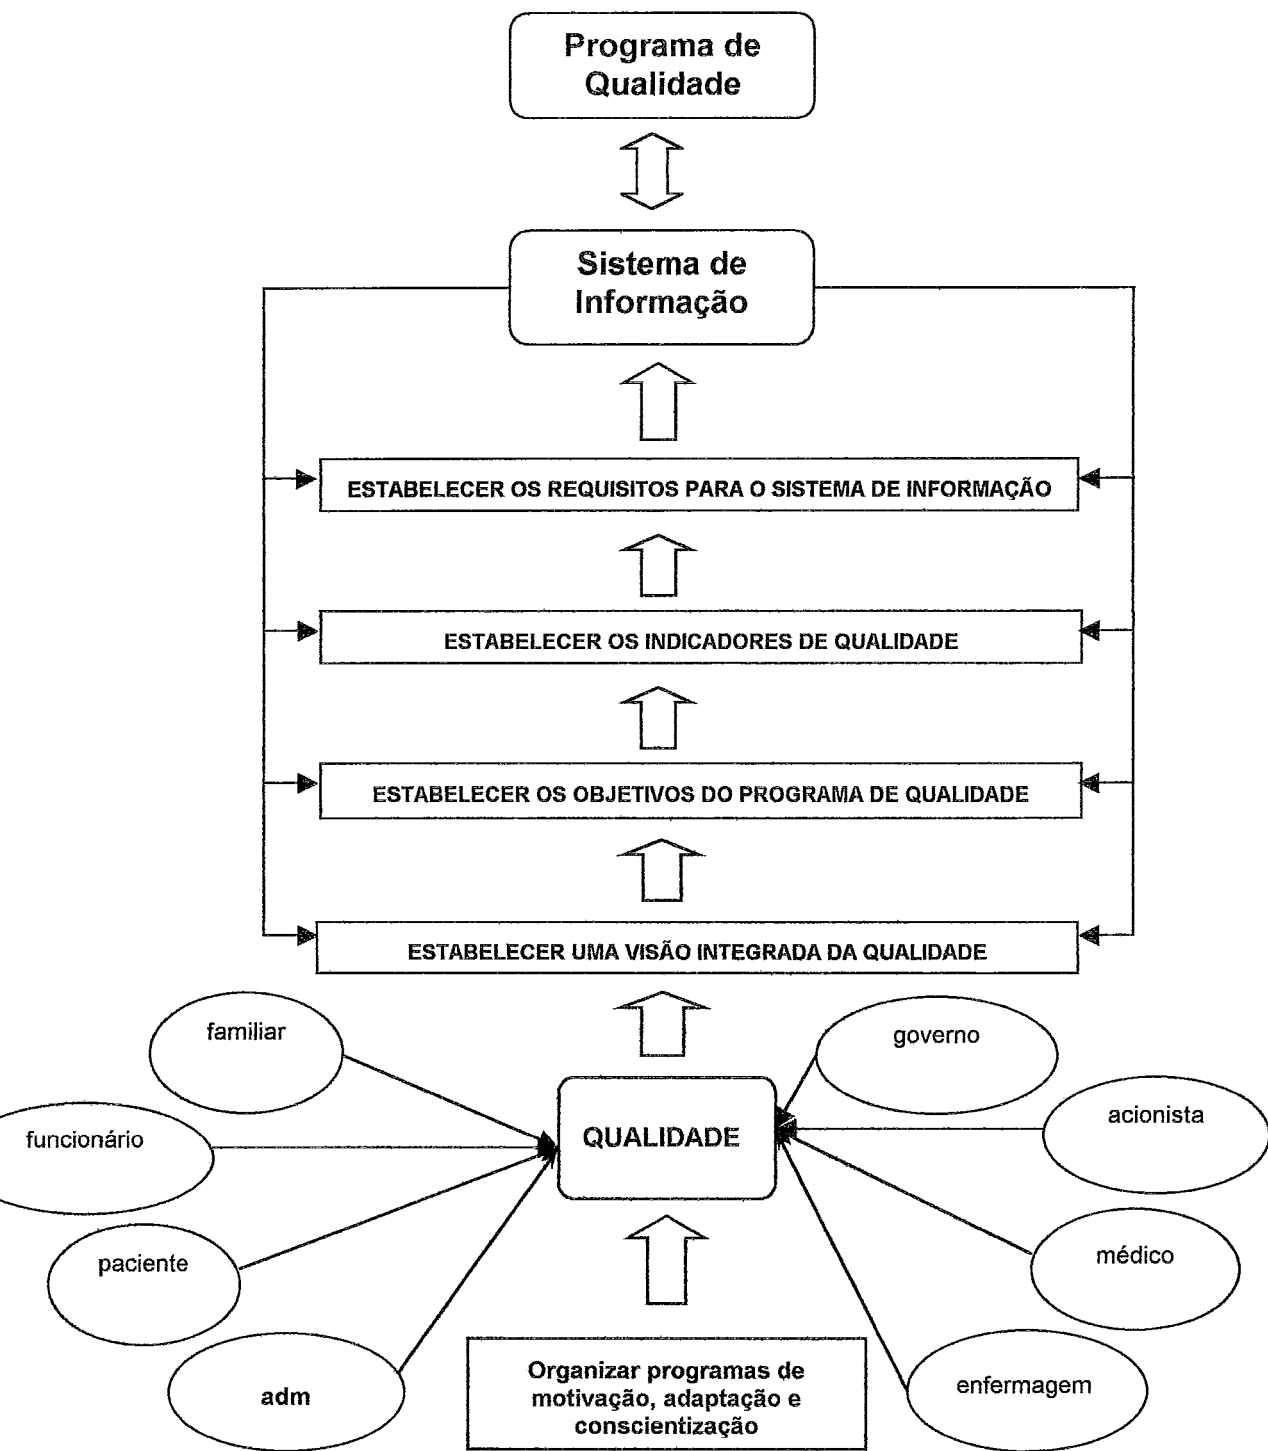 Programa de
Qualidade
Sistema de
Informação
ESTABELECER OS REQUISITOS PARA O SISTEMA DE INFORMAÇÃO
ESTABELECER OS INDICADORES DE QUALIDADE
ESTABELECER OS OBJETIVOS DO PROGRAMA DE QUALIDADE
ESTABELECER UMA VISÃO INTEGRADA DA QUALIDADE
familiar
governo
funcionário
QUALIDADE
acionista
paciente
médico
adm
Organizar programas de
motivação, adaptação e
conscientização
enfermagem